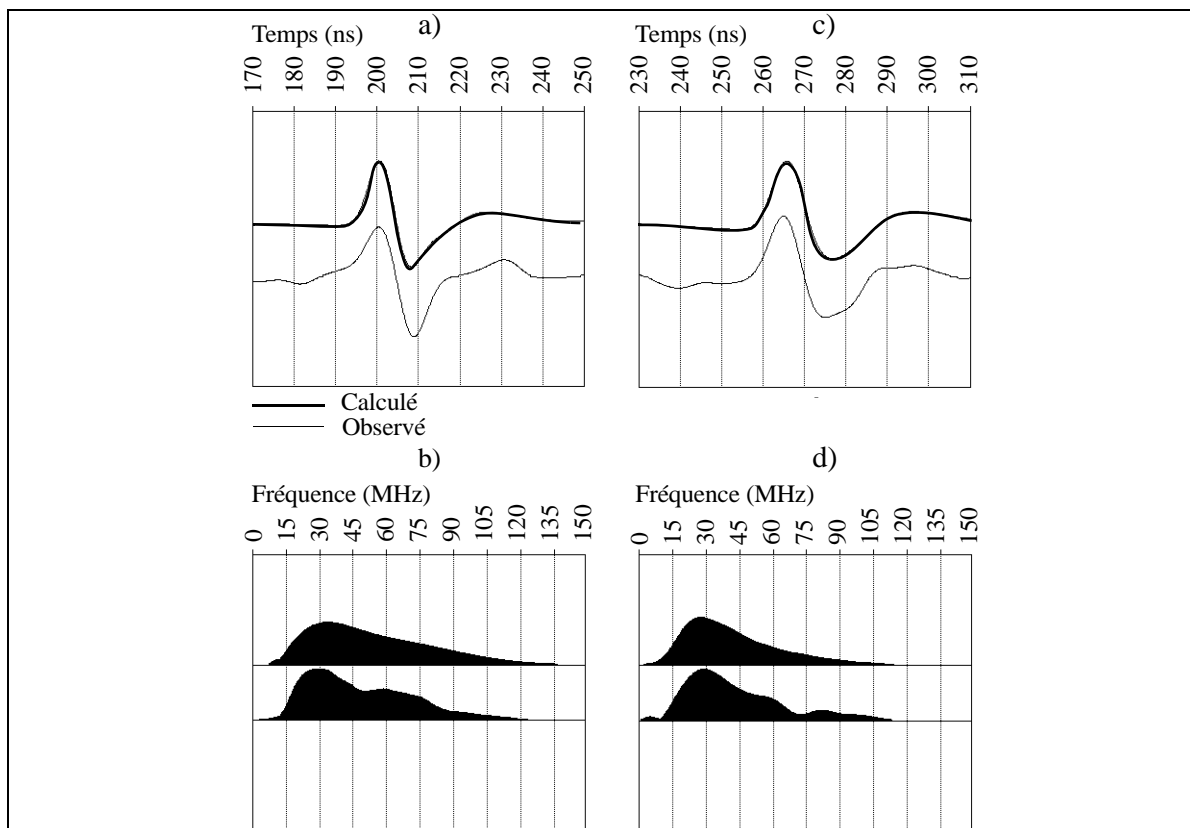 a)
Temps (ns)
170 180 190 200 210 220 230 240 250
c)
Temps (ns)
230 240 250 260 270 280 290 300 310
Calculé
Observé
b)
Fréquence (MHz)
0 15 30 45 60 75 90 105 120 135 150
d)
Fréquence (MHz)
0 15 30 45 60 75 90 105 120 135 150